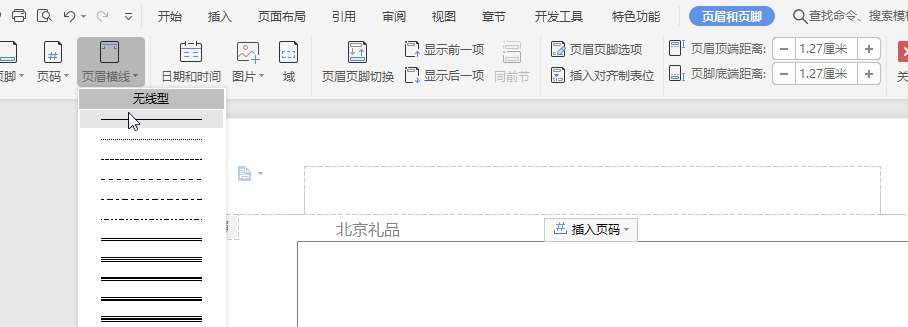 开始 插入 页面布局 引用 审阅 视图 章节 开发工具 特色功能 页眉和页脚 查找命令、搜索模
页脚 页码 页眉横线 日期和时间 图片 域 页眉页脚切换 显示前一项 显示后一项 同前节 页眉页脚选项 插入对齐制表位 页眉顶端距离: 1.27厘米 页脚底端距离: 1.27厘米 关
无线型
北京礼品 插入页码